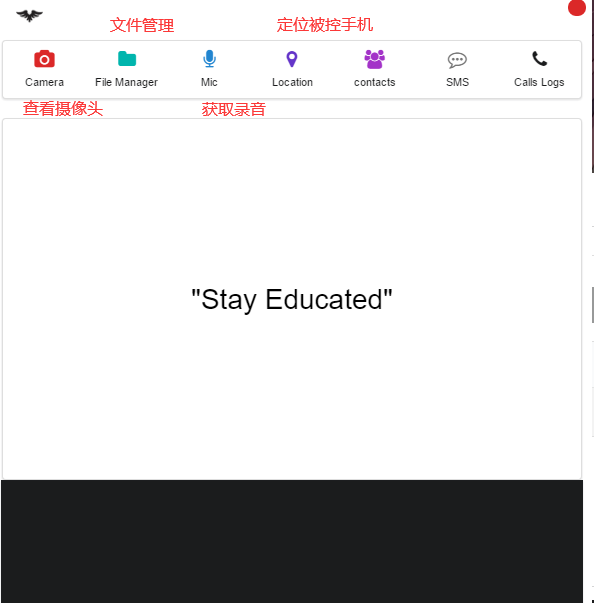 文件管理
定位被控手机
Camera
File Manager
Mic
Location
contacts
SMS
Calls Logs
查看摄像头
获取录音
"Stay Educated"